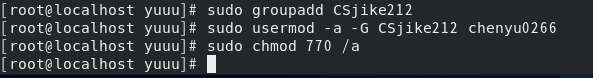 [root@localhost yuuu]# sudo groupadd CSjike212
[root@localhost yuuu]# sudo usermod -a -G CSjike212 chenyu0266
[root@localhost yuuu]# sudo chmod 770 /a
[root@localhost yuuu]#